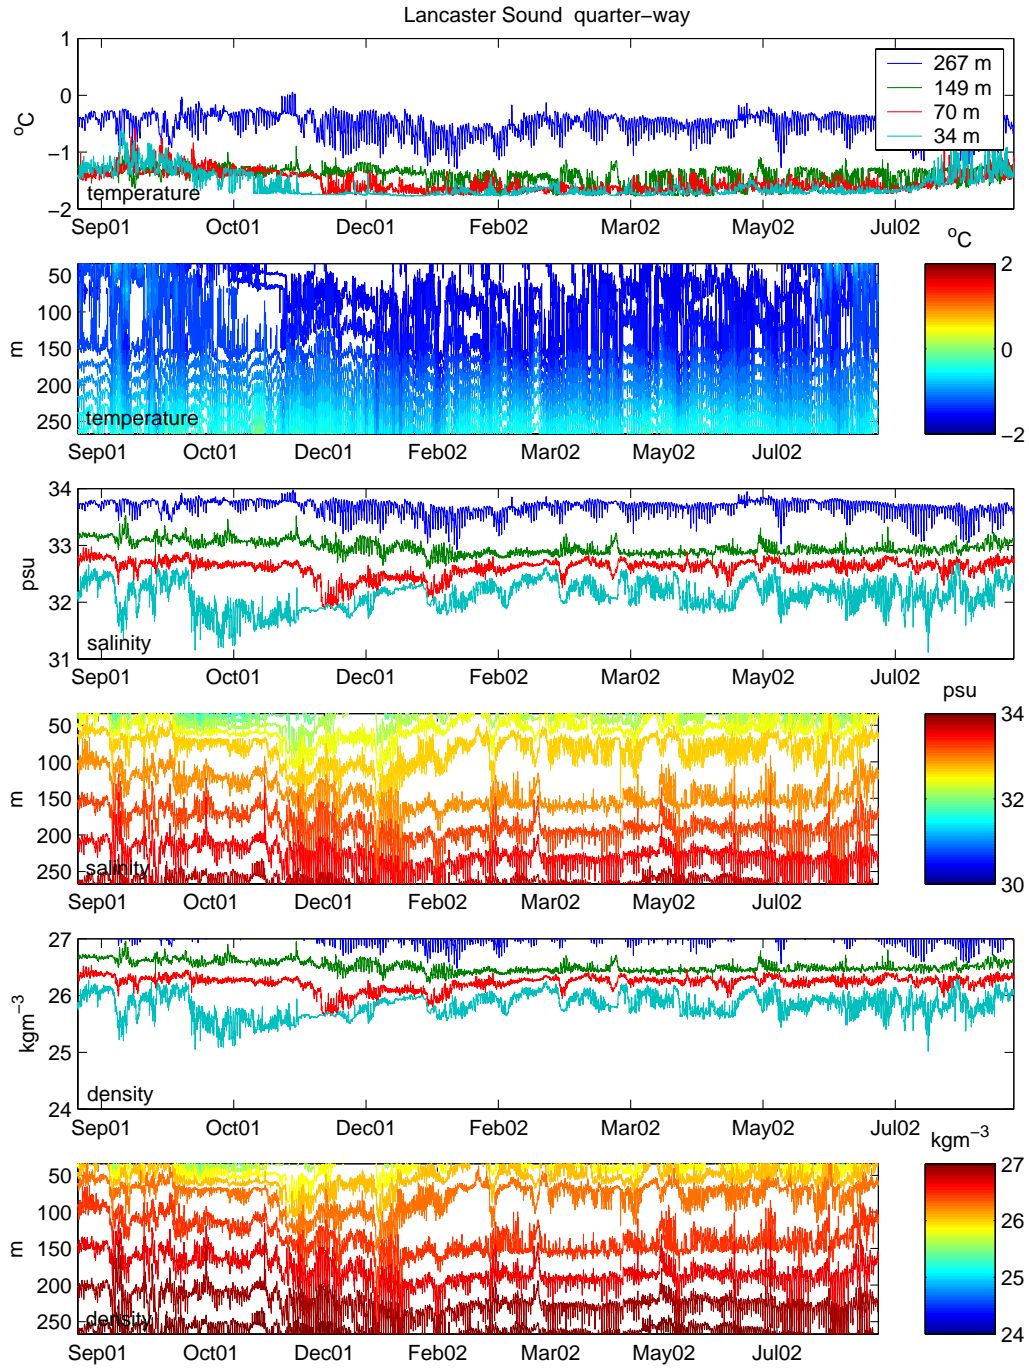 Lancaster Sound  quarter−way
1
0
−1
−2
°C
267 m
149 m
70 m
34 m
temperature
Sep01 Oct01 Dec01 Feb02 Mar02 May02 Jul02
°C
50
100
150
200
250
m
temperature
2
0
−2
Sep01 Oct01 Dec01 Feb02 Mar02 May02 Jul02
34
33
32
31
psu
salinity
Sep01 Oct01 Dec01 Feb02 Mar02 May02 Jul02
psu
50
100
150
200
250
m
salinity
34
32
30
Sep01 Oct01 Dec01 Feb02 Mar02 May02 Jul02
27
26
25
24
kgm⁻³
density
Sep01 Oct01 Dec01 Feb02 Mar02 May02 Jul02
kgm⁻³
50
100
150
200
250
m
density
27
26
25
24
Sep01 Oct01 Dec01 Feb02 Mar02 May02 Jul02